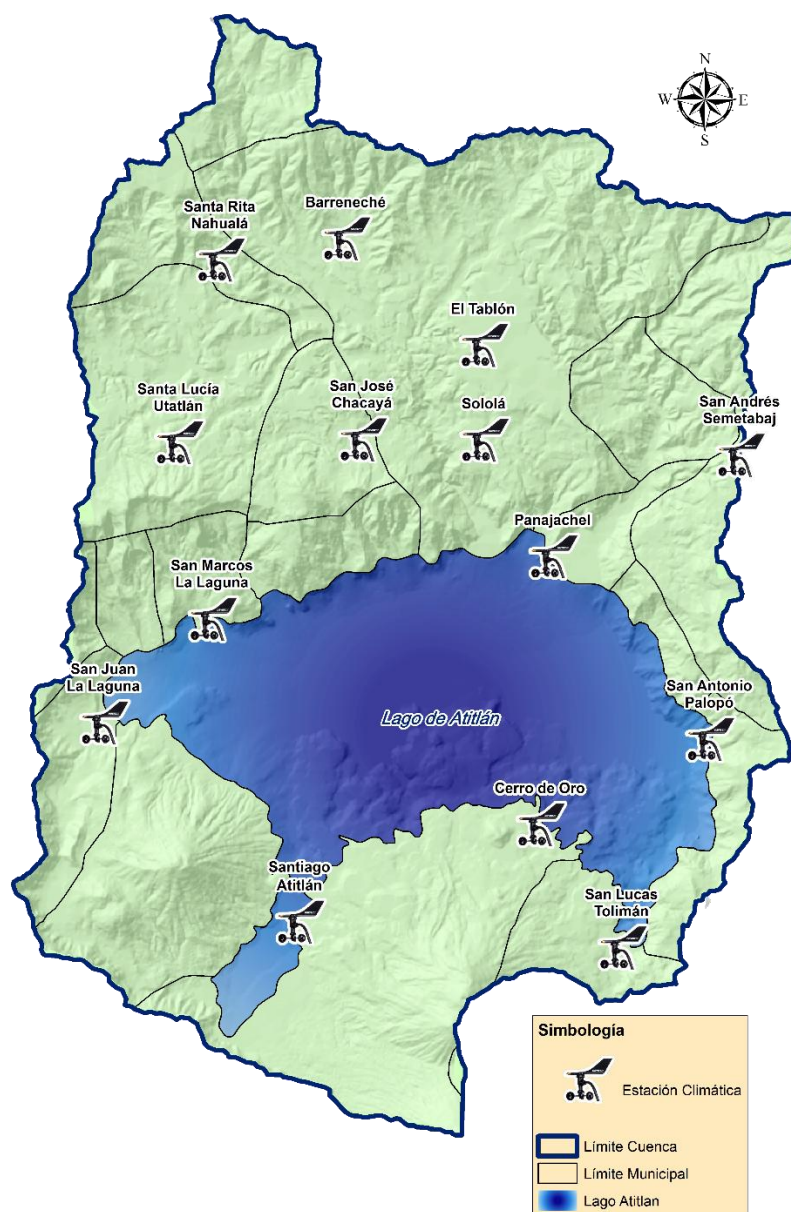 N
W
E
S
Santa Rita
Nahualá
Barreneché
El Tablón
Santa Lucía
Utatlán
San José
Chacayá
Sololá
San Andrés
Semetabaj
Panajachel
San Marcos
La Laguna
San Juan
La Laguna
San Antonio
Palopó
Lago de Atitlán
Cerro de Oro
Santiago
Atitlán
San Lucas
Tolimán
Simbología
Estación Climática
Límite Cuenca
Límite Municipal
Lago Atitlan